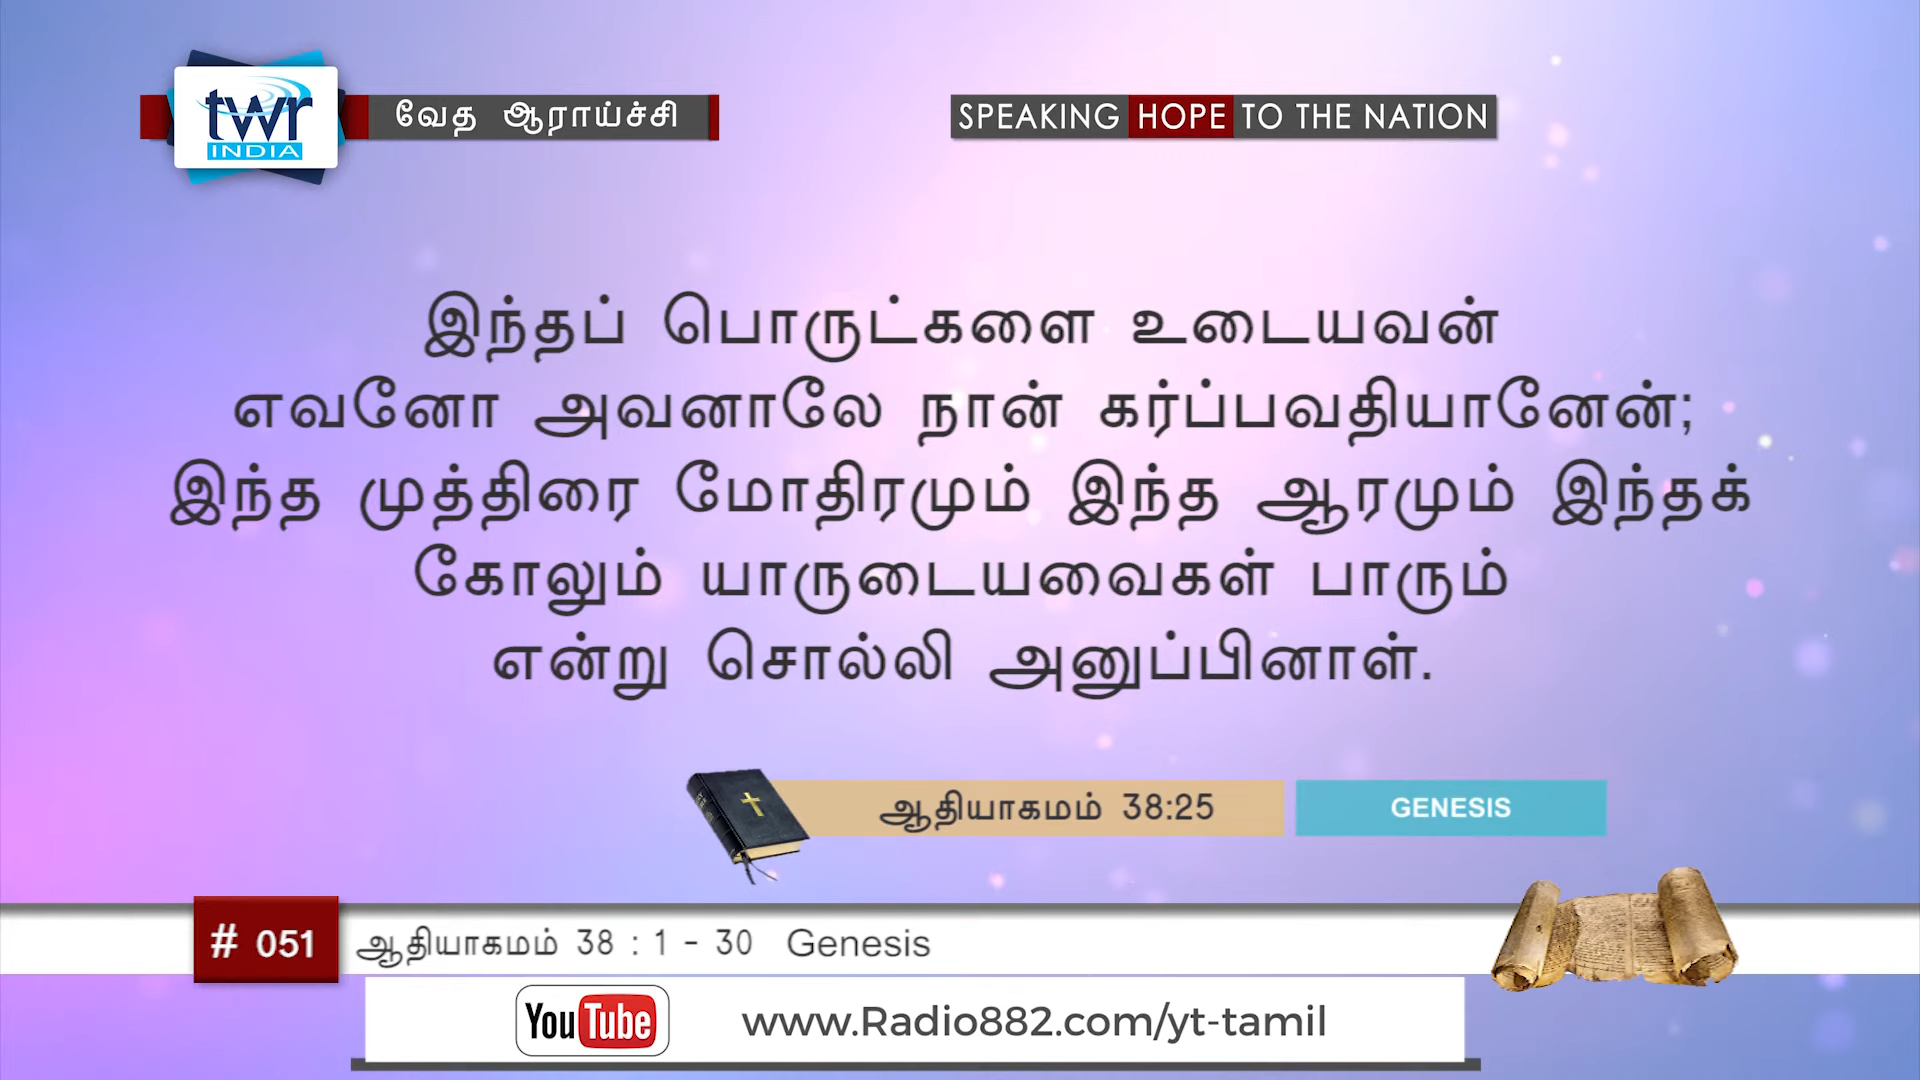 twr
INDIA
வேத ஆராய்ச்சி
SPEAKING HOPE TO THE NATION
இந்தப் பொருட்களை உடையவன்
எவனோ அவனாலே நான் கர்ப்பவதியானேன்;
இந்த முத்திரை மோதிரமும் இந்த ஆரமும் இந்தக்
கோலும் யாருடையவைகள் பாரும்
என்று சொல்லி அனுப்பினாள்.
ஆதியாகமம் 38:25
GENESIS
# 051
ஆதியாகமம் 38 : 1 - 30 Genesis
YouTube
www.Radio882.com/yt-tamil